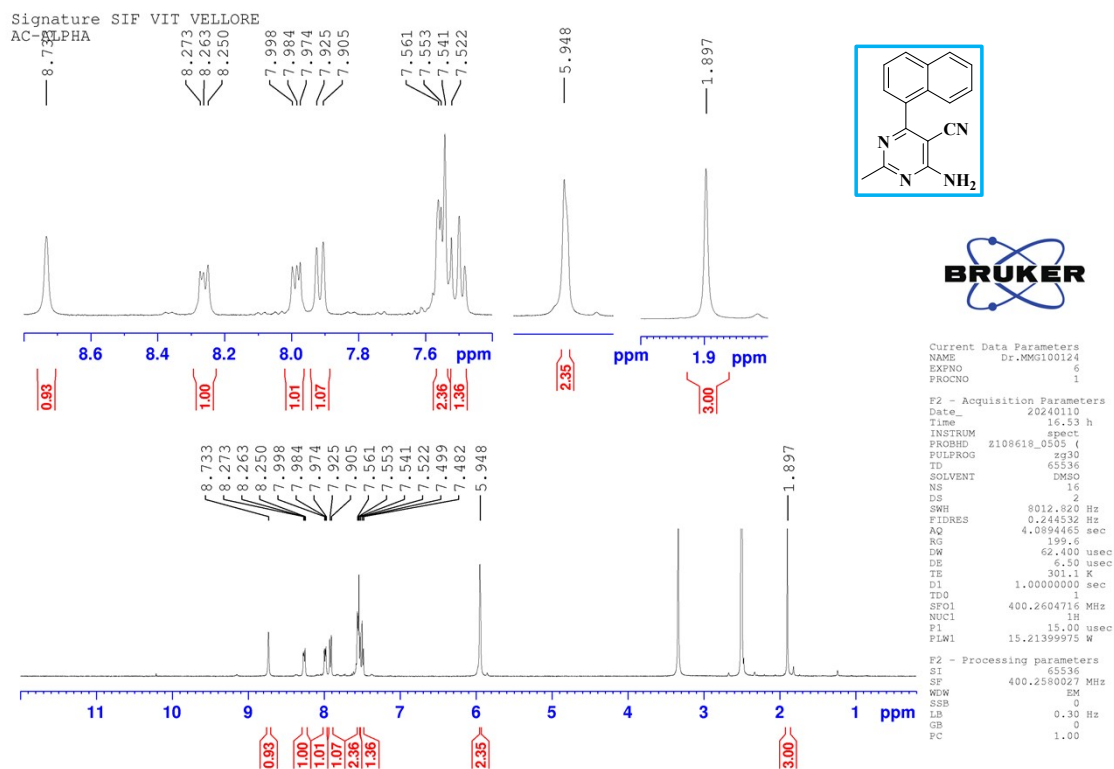 Signature SIF VIT VELLORE
AC-ALPHA
8.733
8.273
8.263
8.250
7.998
7.984
7.974
7.925
7.905
7.561
7.553
7.541
7.522
5.948
1.897
CN
N
N
NH2
BRUKER
8.6 8.4 8.2 8.0 7.8 7.6 ppm
ppm
1.9 ppm
0.93
1.00
1.01
1.07
2.36
1.36
2.35
3.00
8.733
8.273
8.263
8.250
7.998
7.984
7.974
7.925
7.905
7.561
7.553
7.541
7.522
7.499
7.482
5.948
1.897
11 10 9 8 7 6 5 4 3 2 1 ppm
0.93
1.00
1.01
1.07
2.36
1.36
2.35
3.00
Current Data Parameters
NAME Dr.MMG100124
EXPNO 6
PROCNO 1
F2 - Acquisition Parameters
Date_ 20240110
Time 16.53 h
INSTRUM spect
PROBHD Z108618_0505 (
PULPROG zg30
TD 65536
SOLVENT DMSO
NS 16
DS 2
SWH 8012.820 Hz
FIDRES 0.244532 Hz
AQ 4.0894465 sec
RG 199.6
DW 62.400 usec
DE 6.50 usec
TE 301.1 K
D1 1.00000000 sec
TD0 1
SFO1 400.2604716 MHz
NUC1 1H
P1 15.00 usec
PLW1 15.21399975 W
F2 - Processing parameters
SI 65536
SF 400.2580027 MHz
WDW EM
SSB 0
LB 0.30 Hz
GB 0
PC 1.00